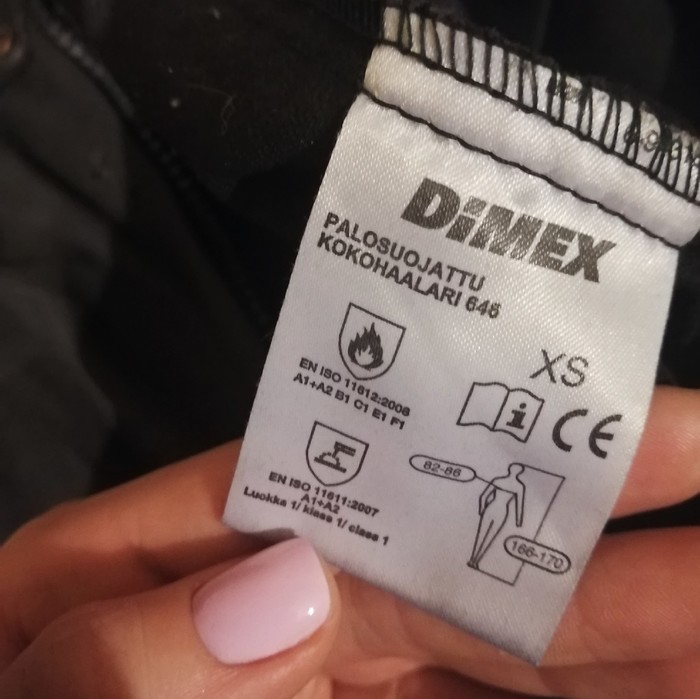 DiMEX
PALOSUOJATTU
KOKOHAALARI 646
XS
EN ISO 11612:2008
A1+A2 B1 C1 E1 F1
i
CE
EN ISO 11611:2007
A1+A2
Luokka 1/ klass 1/ class 1
82-86
166-170